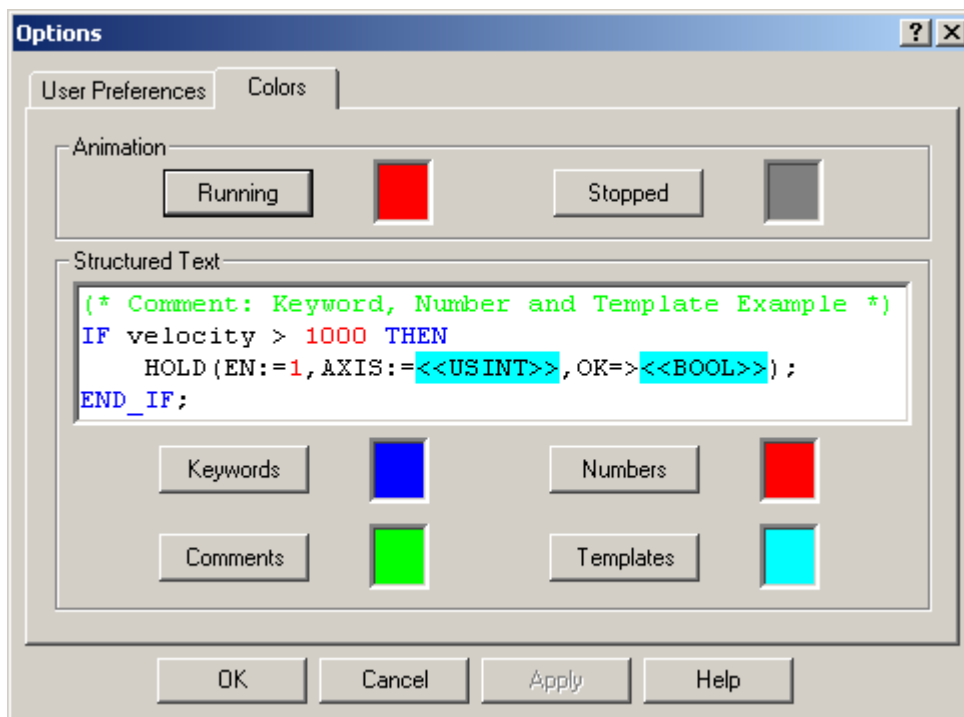 Options
User Preferences Colors
Animation
Running Stopped
Structured Text
(* Comment: Keyword, Number and Template Example *)
IF velocity > 1000 THEN
    HOLD(EN:=1,AXIS:=<<USINT>>,OK=><<BOOL>>);
END_IF;
Keywords Numbers
Comments Templates
OK Cancel Apply Help